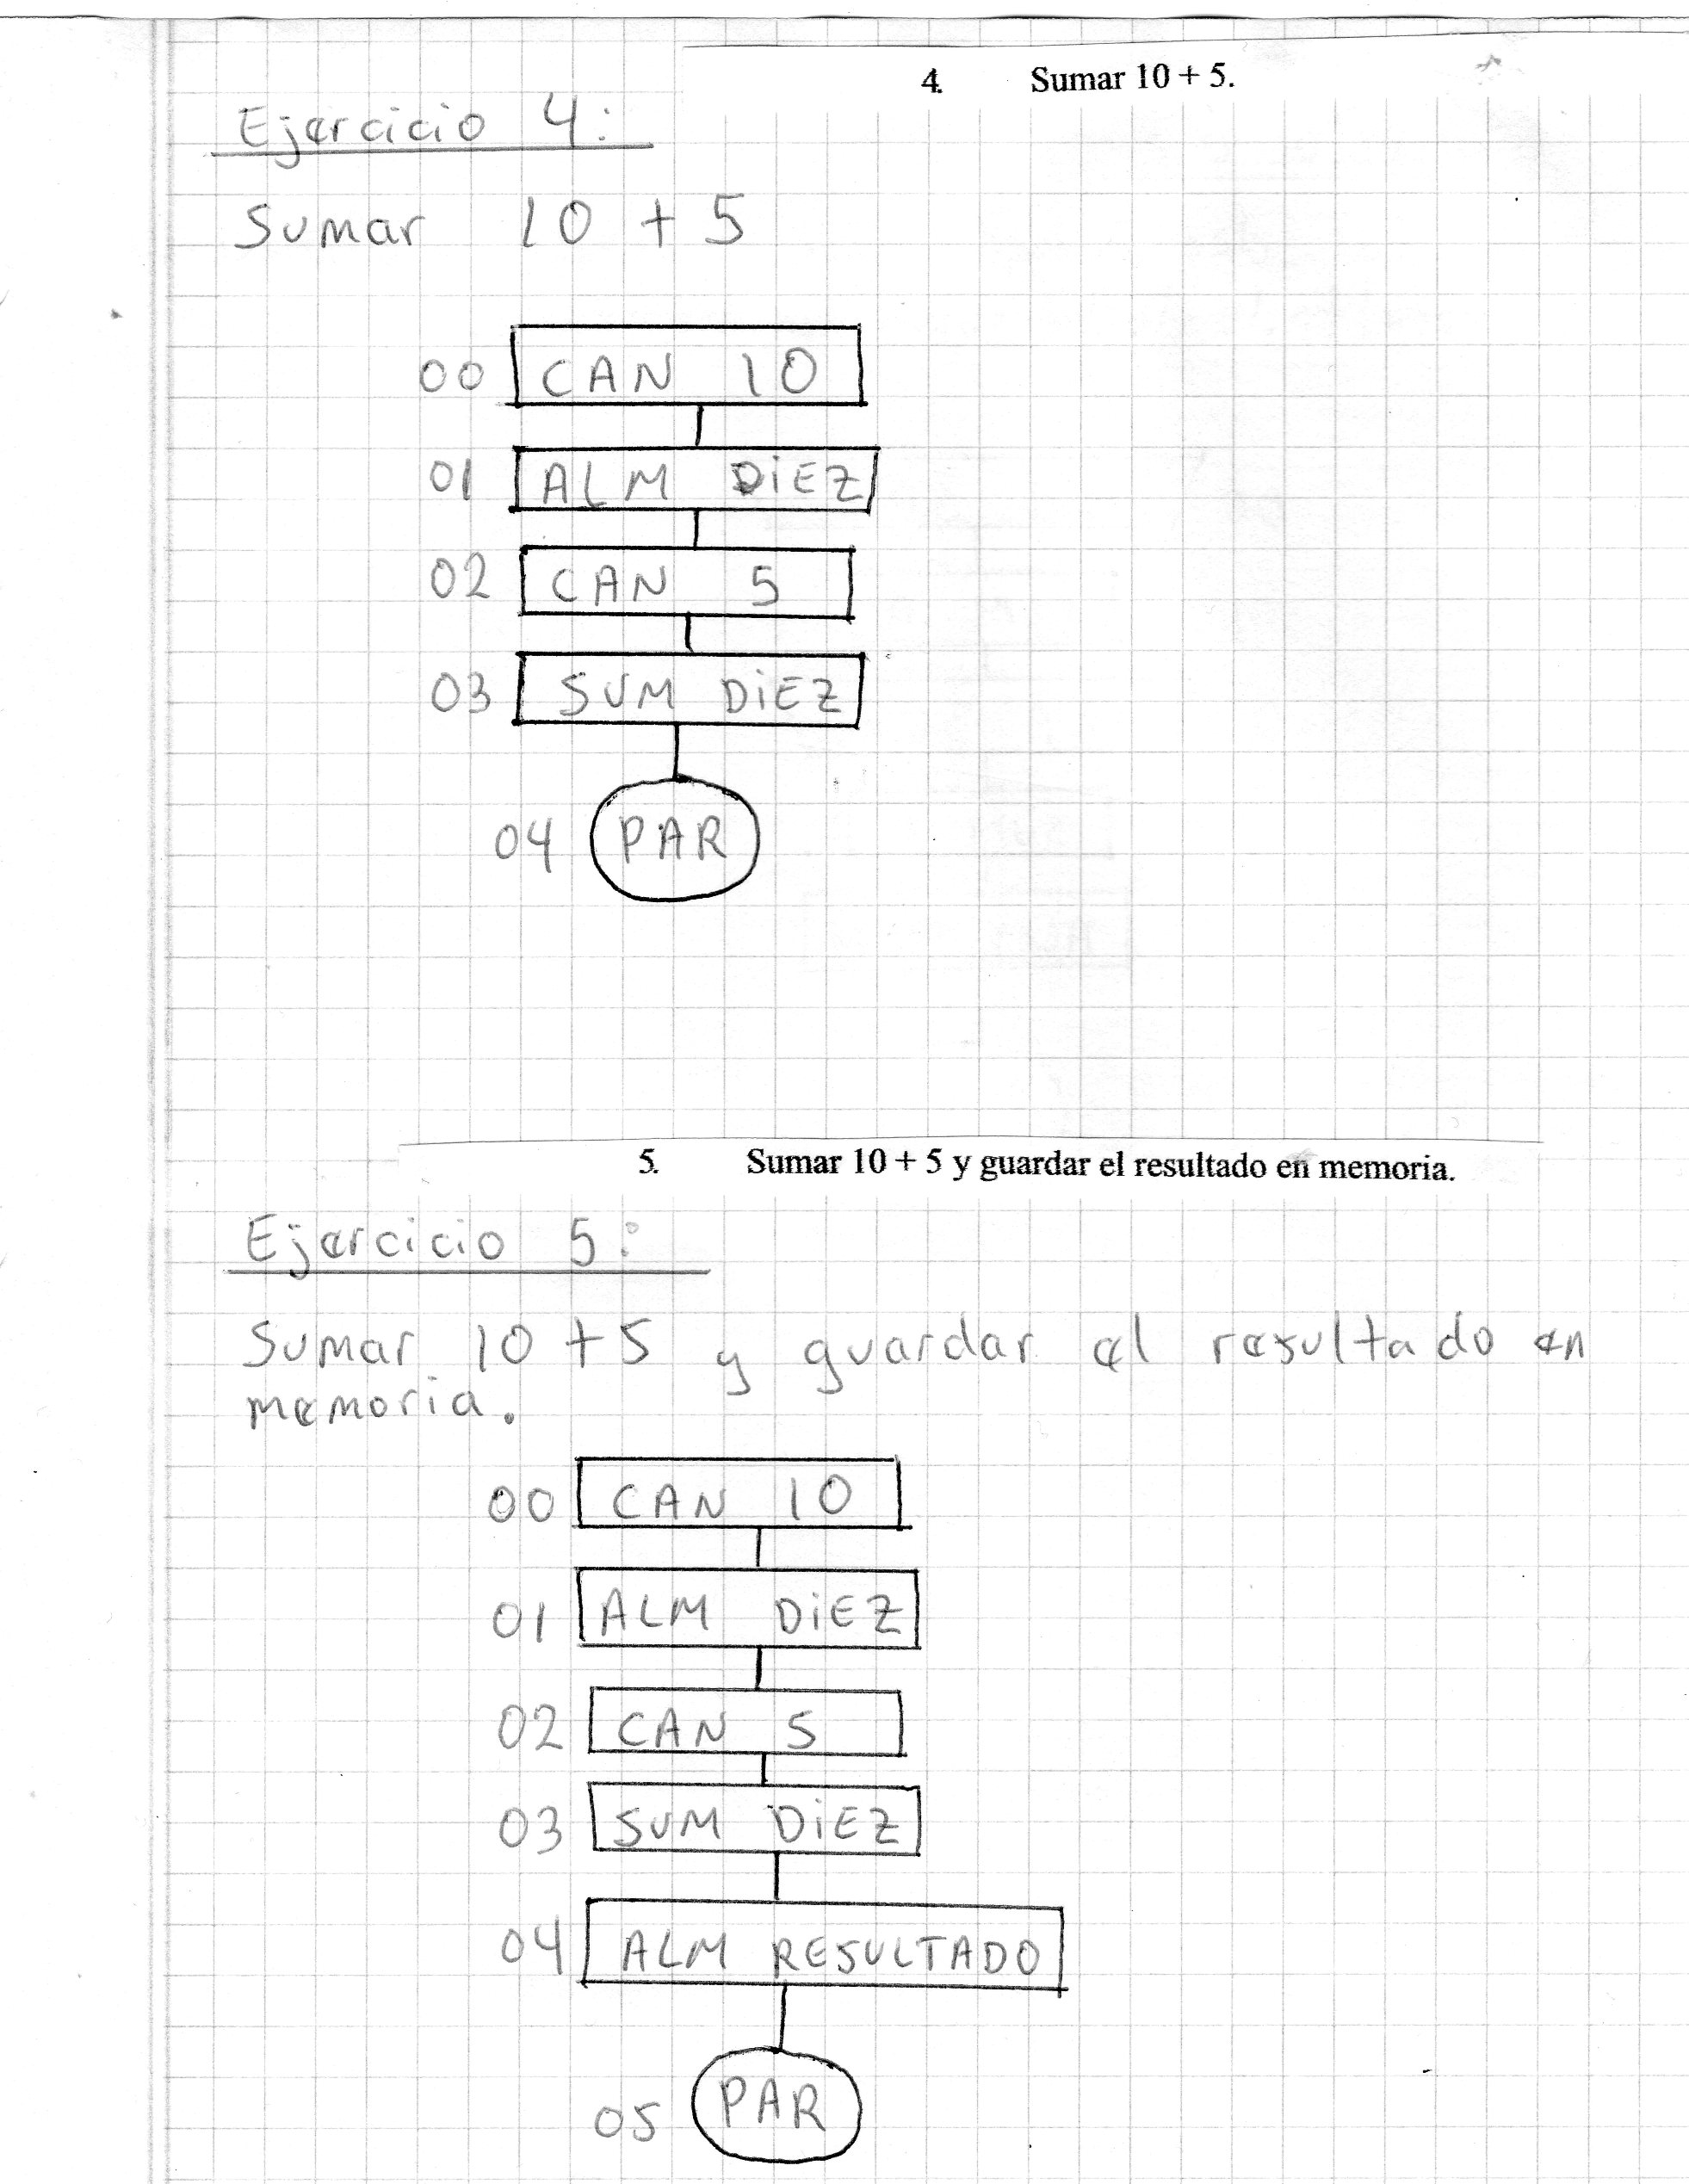 4. Sumar 10 + 5.
Ejercicio 4:
Sumar 10 + 5
00 CAN 10
01 ALM DiEZ
02 CAN 5
03 SUM DiEZ
04 PAR
5. Sumar 10 + 5 y guardar el resultado en memoria.
Ejercicio 5:
Sumar 10 + 5 y guardar el resultado en
memoria.
00 CAN 10
01 ALM DiEZ
02 CAN 5
03 SUM DiEZ
04 ALM RESULTADO
05 PAR